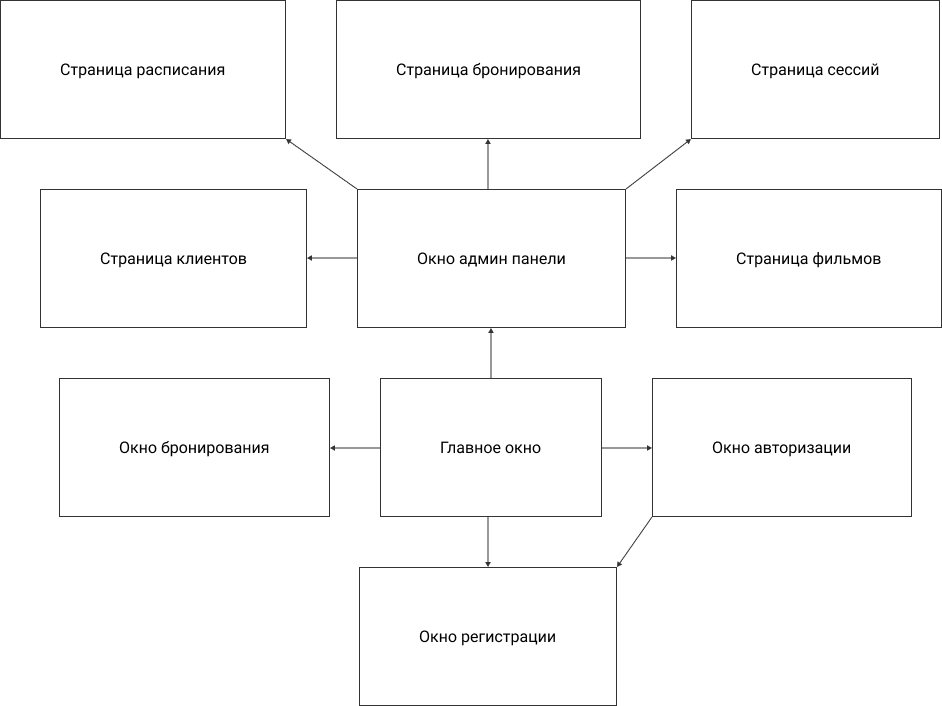 Страница расписания
Страница бронирования
Страница сессий
Страница клиентов
Окно админ панели
Страница фильмов
Окно бронирования
Главное окно
Окно авторизации
Окно регистрации